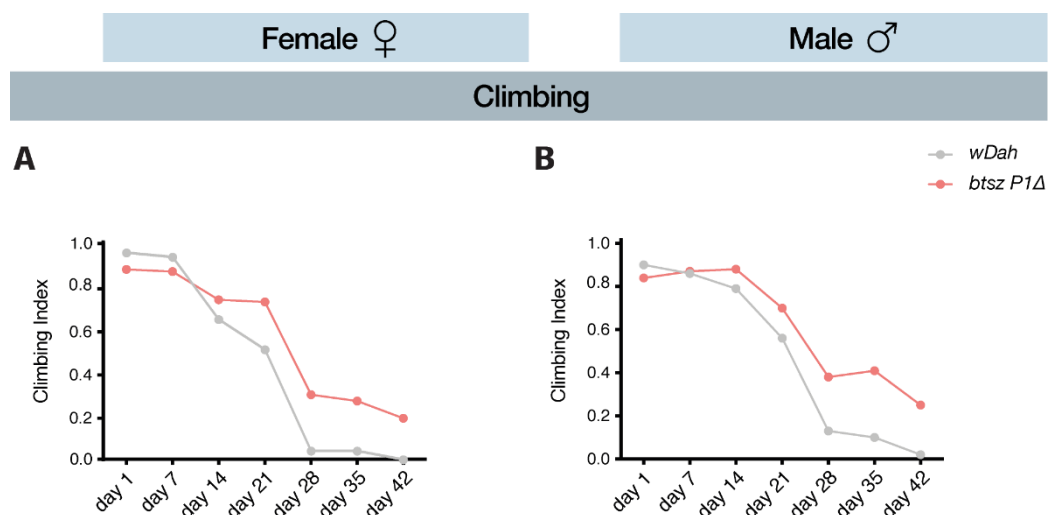 Female ♀
Male ♂
Climbing
A
B
wDah
btsz P1Δ
Climbing Index
1.0
0.8
0.6
0.4
0.2
0.0
day 1
day 7
day 14
day 21
day 28
day 35
day 42
Climbing Index
1.0
0.8
0.6
0.4
0.2
0.0
day 1
day 7
day 14
day 21
day 28
day 35
day 42